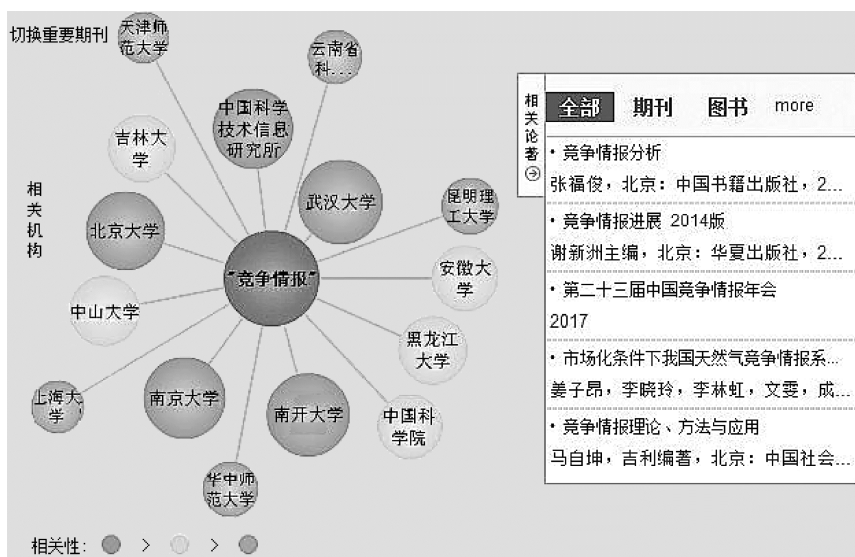 切换重要期刊
天津师
范大学
云南省
科....
中国科学
技术信息
研究所
吉林大
学
武汉大学
昆明理
工大学
相
关
机
构
北京大学
"竞争情报"
安徽大
学
中山大学
黑龙江
大学
上海大
学
南京大学
南开大学
中国科
学院
华中师
范大学
相关性： > >
相
关
论
著
全部 期刊 图书 more
• 竞争情报分析
张福俊，北京：中国书籍出版社，2...
• 竞争情报进展 2014版
谢新洲主编，北京：华夏出版社，2...
• 第二十三届中国竞争情报年会
2017
• 市场化条件下我国天然气竞争情报系...
姜子昂，李晓玲，李林虹，文雯，成...
• 竞争情报理论、方法与应用
马自坤，吉利编著，北京：中国社会...